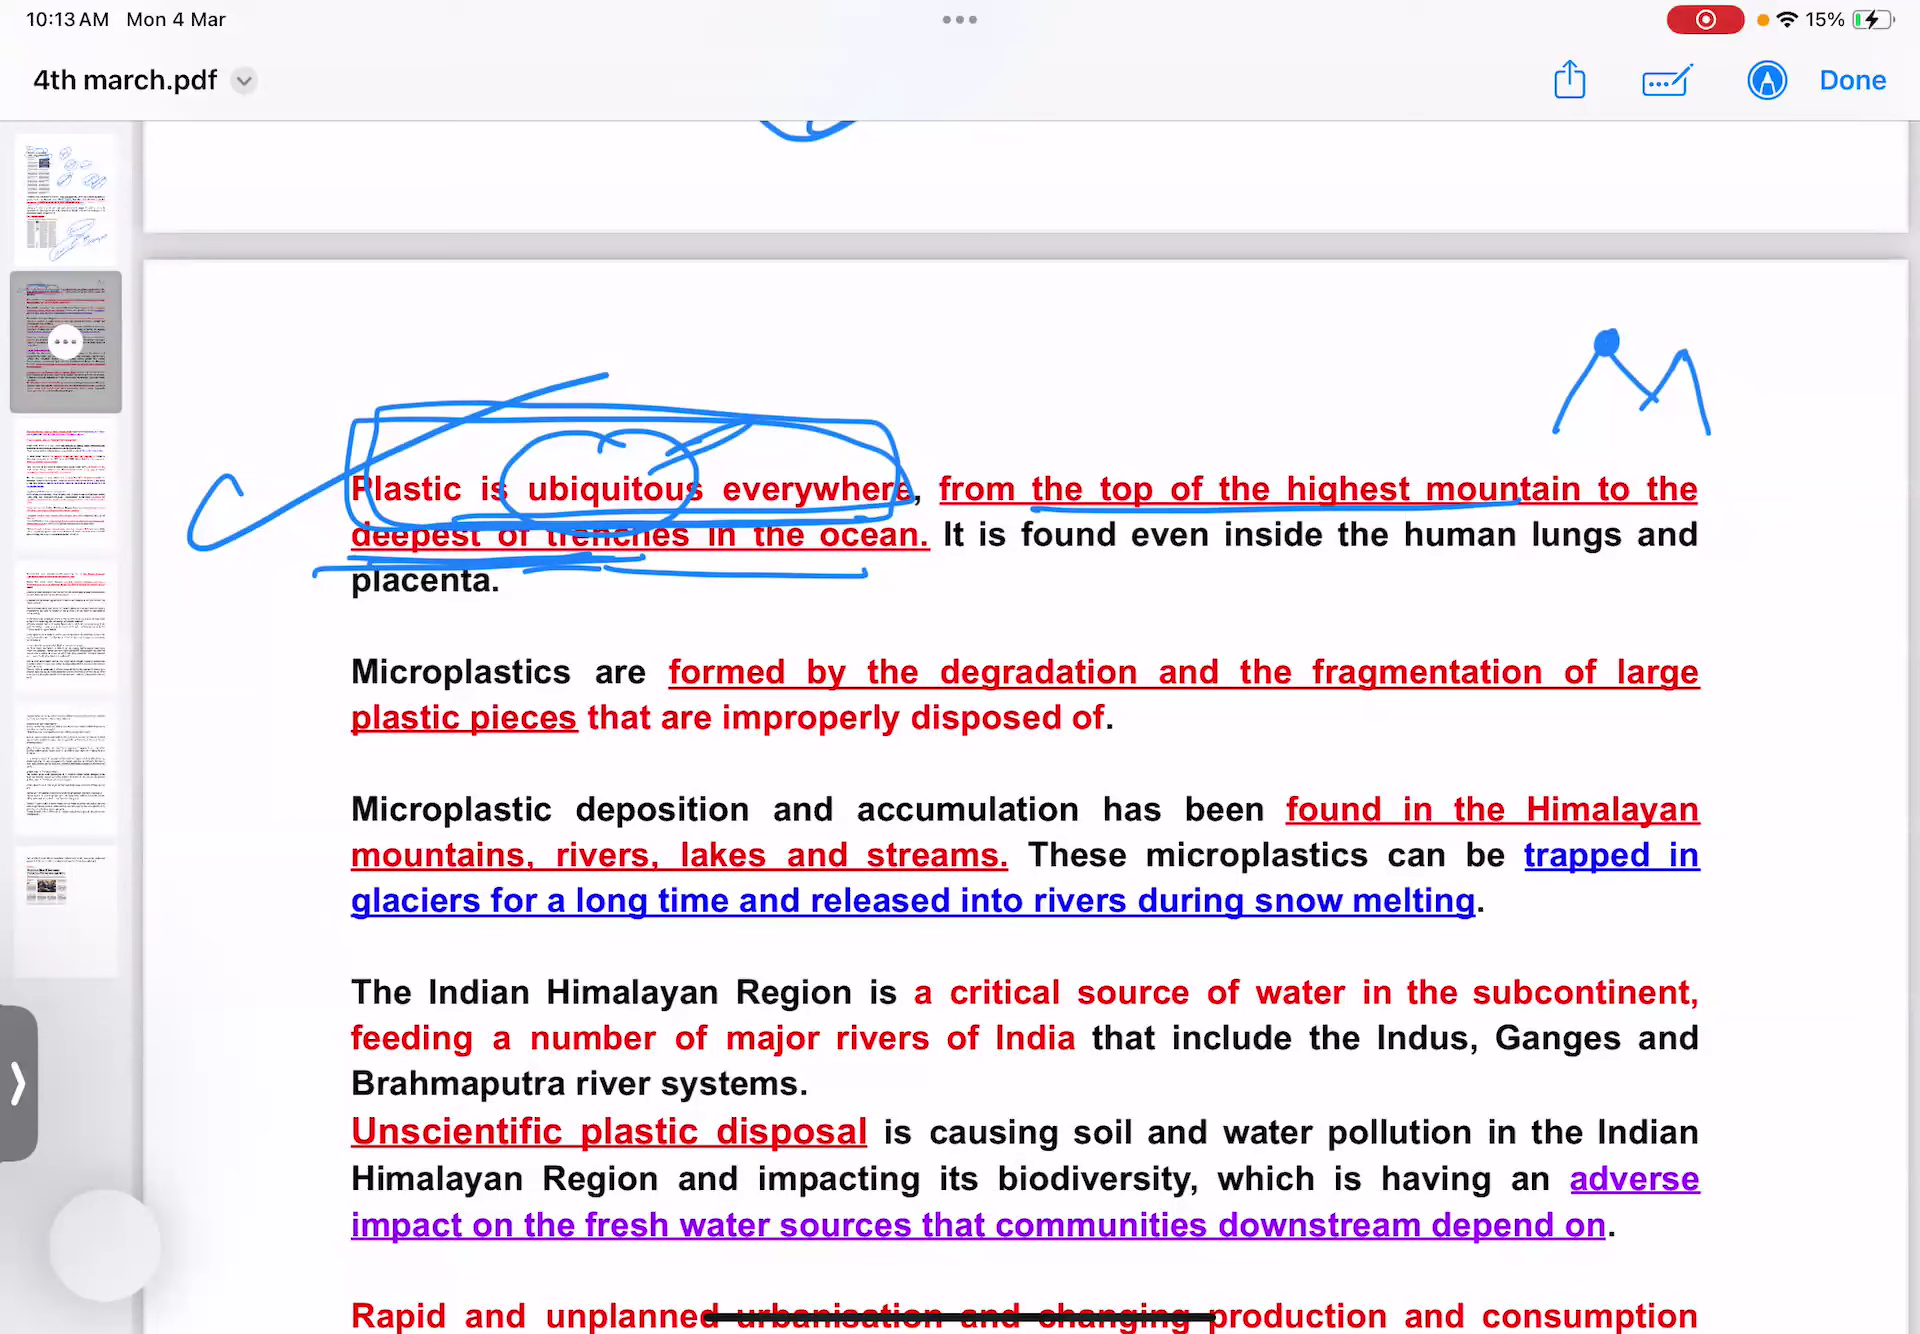 10:13 AM Mon 4 Mar
15%
4th march.pdf
Done
Plastic is ubiquitous everywhere, from the top of the highest mountain to the
deepest of trenches in the ocean. It is found even inside the human lungs and
placenta.
Microplastics are formed by the degradation and the fragmentation of large
plastic pieces that are improperly disposed of.
Microplastic deposition and accumulation has been found in the Himalayan
mountains, rivers, lakes and streams. These microplastics can be trapped in
glaciers for a long time and released into rivers during snow melting.
The Indian Himalayan Region is a critical source of water in the subcontinent,
feeding a number of major rivers of India that include the Indus, Ganges and
Brahmaputra river systems.
Unscientific plastic disposal is causing soil and water pollution in the Indian
Himalayan Region and impacting its biodiversity, which is having an adverse
impact on the fresh water sources that communities downstream depend on.
Rapid and unplanned urbanisation and changing production and consumption